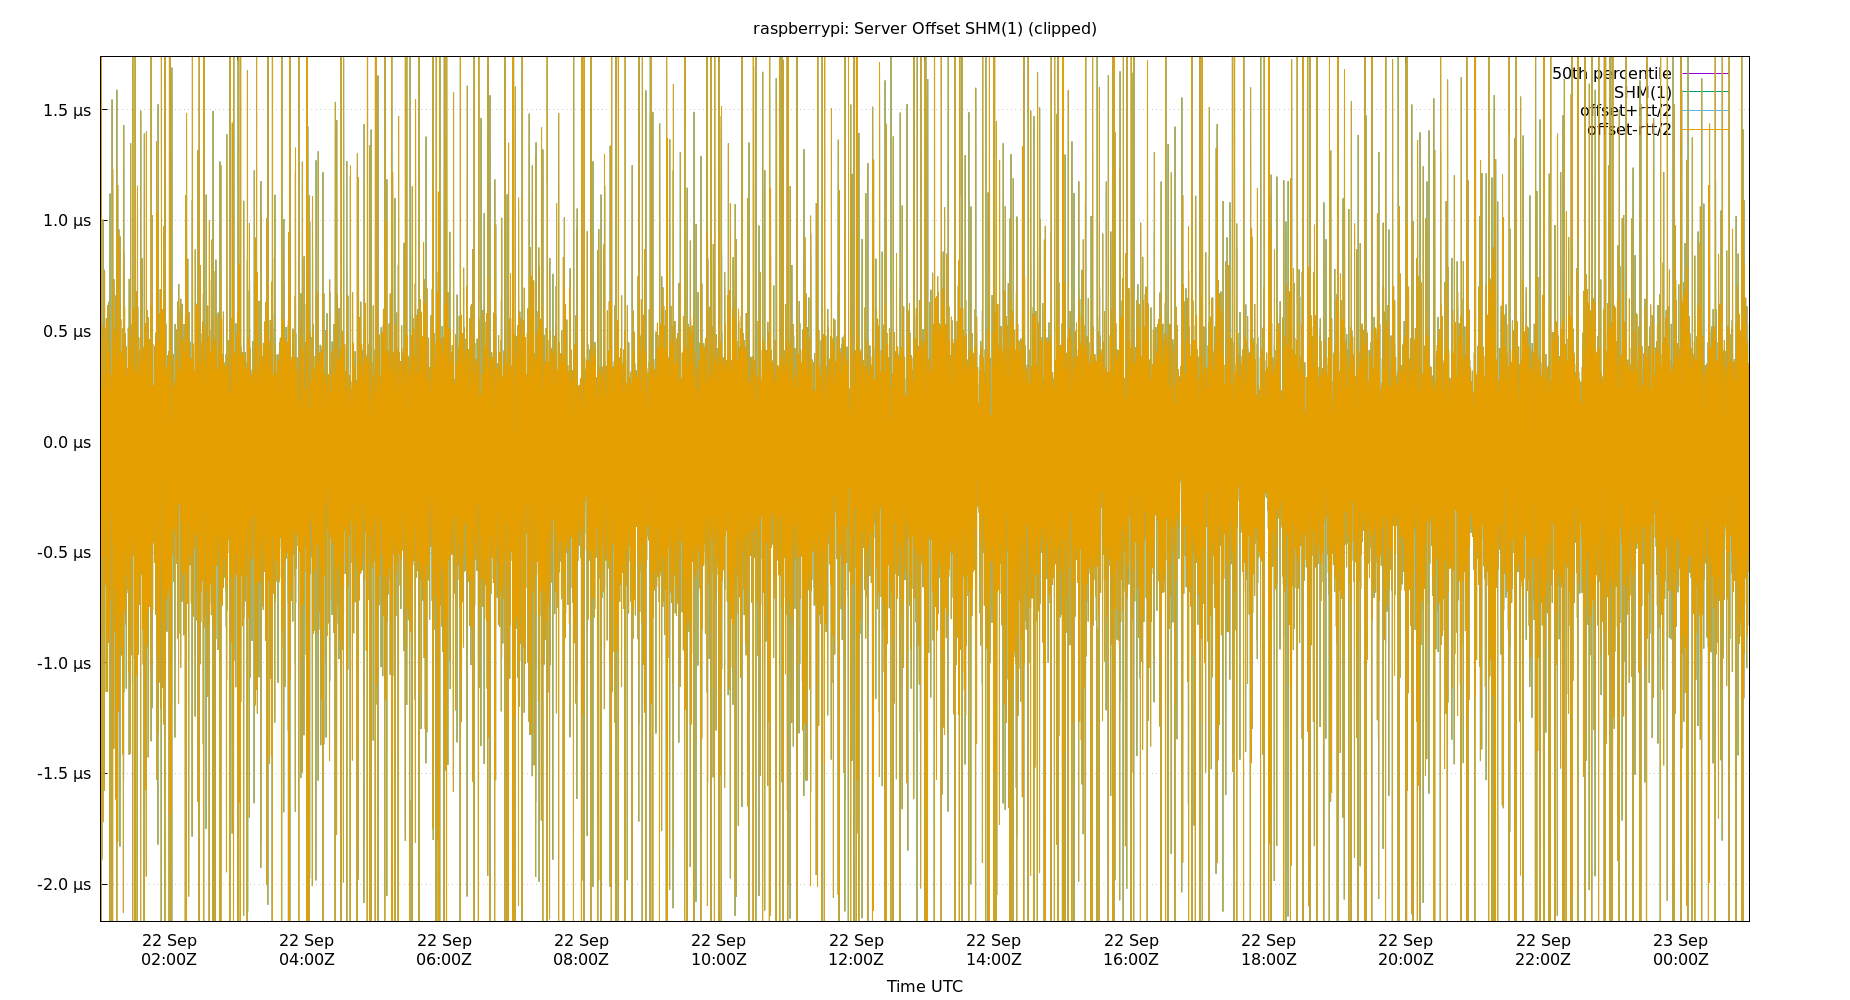 raspberrypi: Server Offset SHM(1) (clipped)
50th percentile
SHM(1)
offset+rtt/2
offset-rtt/2
1.5 µs
1.0 µs
0.5 µs
0.0 µs
-0.5 µs
-1.0 µs
-1.5 µs
-2.0 µs
22 Sep 22 Sep 22 Sep 22 Sep 22 Sep 22 Sep 22 Sep 22 Sep 22 Sep 22 Sep 22 Sep 23 Sep
02:00Z 04:00Z 06:00Z 08:00Z 10:00Z 12:00Z 14:00Z 16:00Z 18:00Z 20:00Z 22:00Z 00:00Z
Time UTC